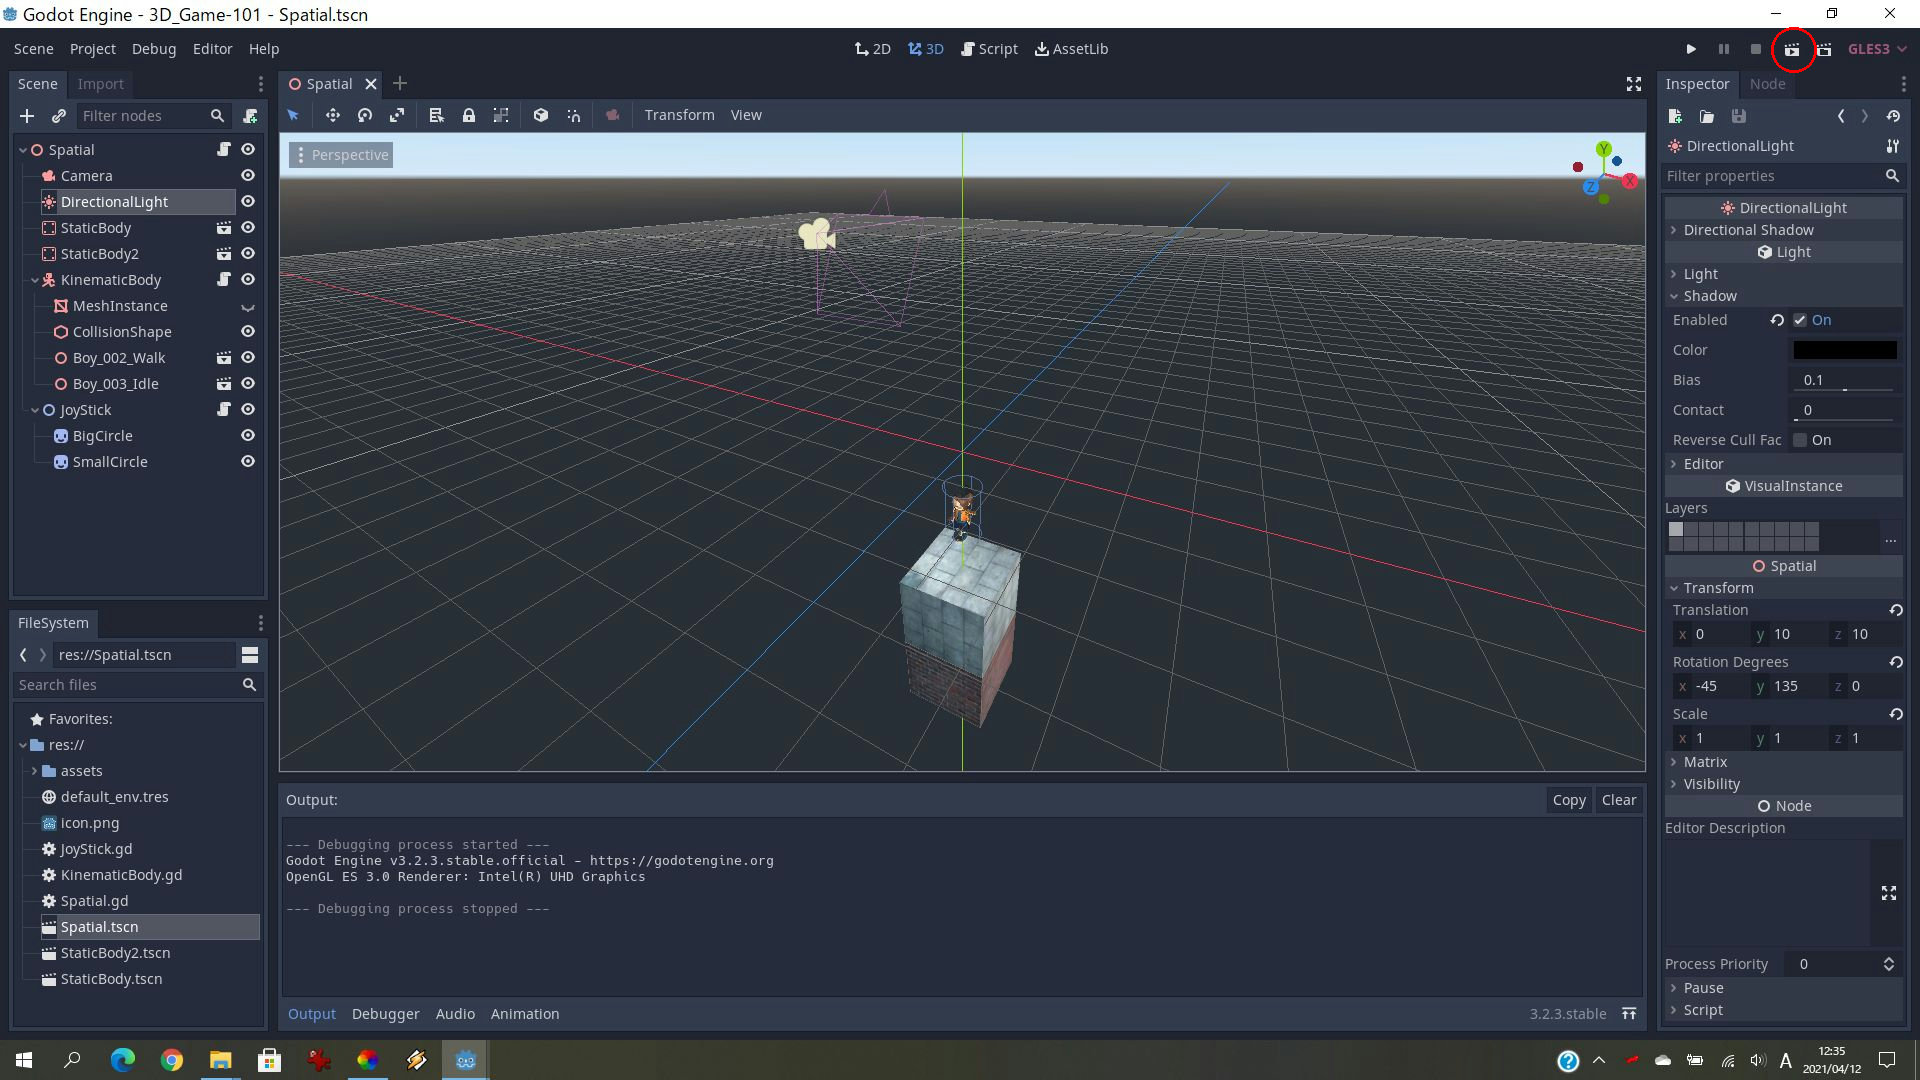 Godot Engine - 3D_Game-101 - Spatial.tscn
Scene Project Debug Editor Help
2D 3D Script AssetLib
GLES3
Scene Import
Filter nodes
Spatial
Camera
DirectionalLight
StaticBody
StaticBody2
KinematicBody
MeshInstance
CollisionShape
Boy_002_Walk
Boy_003_Idle
JoyStick
BigCircle
SmallCircle
FileSystem
res://Spatial.tscn
Search files
Favorites:
res://
assets
default_env.tres
icon.png
JoyStick.gd
KinematicBody.gd
Spatial.gd
Spatial.tscn
StaticBody2.tscn
StaticBody.tscn
Spatial
Transform View
Perspective
Y
X
Z
Output:
Copy Clear
--- Debugging process started ---
Godot Engine v3.2.3.stable.official - https://godotengine.org
OpenGL ES 3.0 Renderer: Intel(R) UHD Graphics
--- Debugging process stopped ---
Output Debugger Audio Animation
3.2.3.stable
Inspector Node
DirectionalLight
Filter properties
DirectionalLight
Directional Shadow
Light
Light
Shadow
Enabled On
Color
Bias 0.1
Contact 0
Reverse Cull Fac On
Editor
VisualInstance
Layers
...
Spatial
Transform
Translation
x 0 y 10 z 10
Rotation Degrees
x -45 y 135 z 0
Scale
x 1 y 1 z 1
Matrix
Visibility
Node
Editor Description
Process Priority 0
Pause
Script
A
12:35
2021/04/12